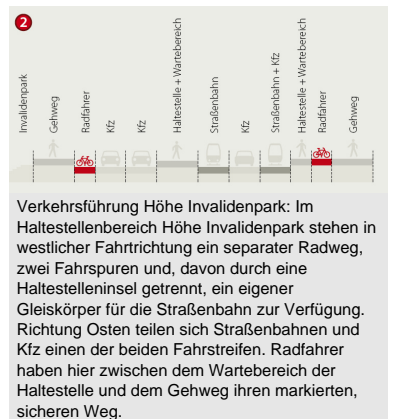 2
Invalidenpark
Gehweg
Radfahrer
Kfz
Kfz
Haltestelle + Wartebereich
Straßenbahn
Kfz
Straßenbahn + Kfz
Haltestelle + Wartebereich
Radfahrer
Gehweg
Verkehrsführung Höhe Invalidenpark: Im
Haltestellenbereich Höhe Invalidenpark stehen in
westlicher Fahrtrichtung ein separater Radweg,
zwei Fahrspuren und, davon durch eine
Haltestelleninsel getrennt, ein eigener
Gleiskörper für die Straßenbahn zur Verfügung.
Richtung Osten teilen sich Straßenbahnen und
Kfz einen der beiden Fahrstreifen. Radfahrer
haben hier zwischen dem Wartebereich der
Haltestelle und dem Gehweg ihren markierten,
sicheren Weg.